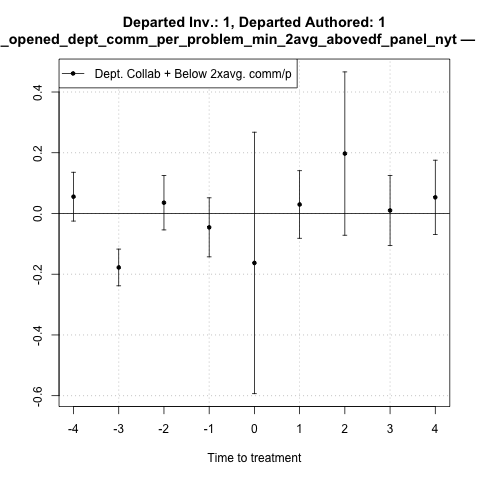 Departed Inv.: 1, Departed Authored: 1
_opened_dept_comm_per_problem_min_2avg_abovedf_panel_nyt —
Dept. Collab + Below 2xavg. comm/p
0.4
0.2
0.0
-0.2
-0.4
-0.6
-4 -3 -2 -1 0 1 2 3 4
Time to treatment